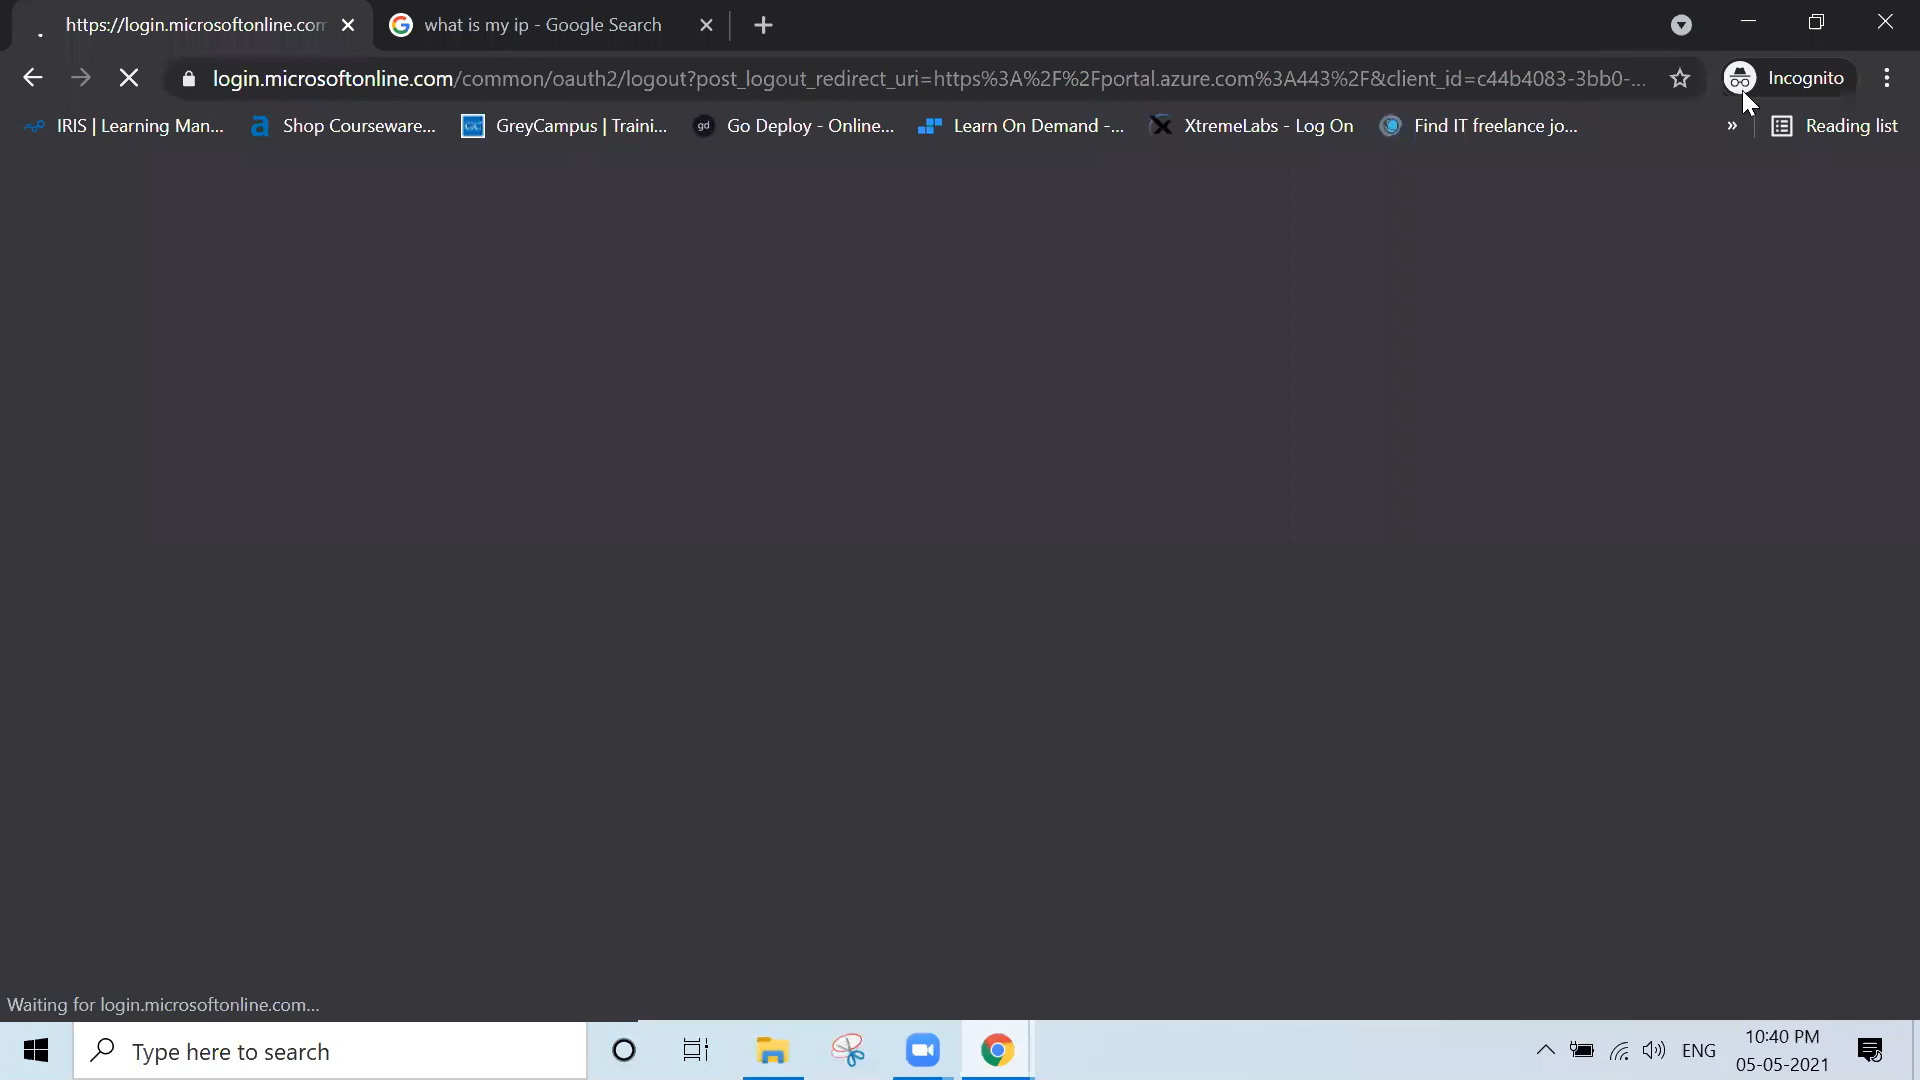 https://login.microsoftonline.com
what is my ip - Google Search
login.microsoftonline.com/common/oauth2/logout?post_logout_redirect_uri=https%3A%2F%2Fportal.azure.com%3A443%2F&client_id=c44b4083-3bb0-...
Incognito
IRIS | Learning Man...
Shop Courseware...
GreyCampus | Traini...
gd
Go Deploy - Online...
Learn On Demand -...
XtremeLabs - Log On
Find IT freelance jo...
»
Reading list
Waiting for login.microsoftonline.com...
Type here to search
ENG
10:40 PM
05-05-2021